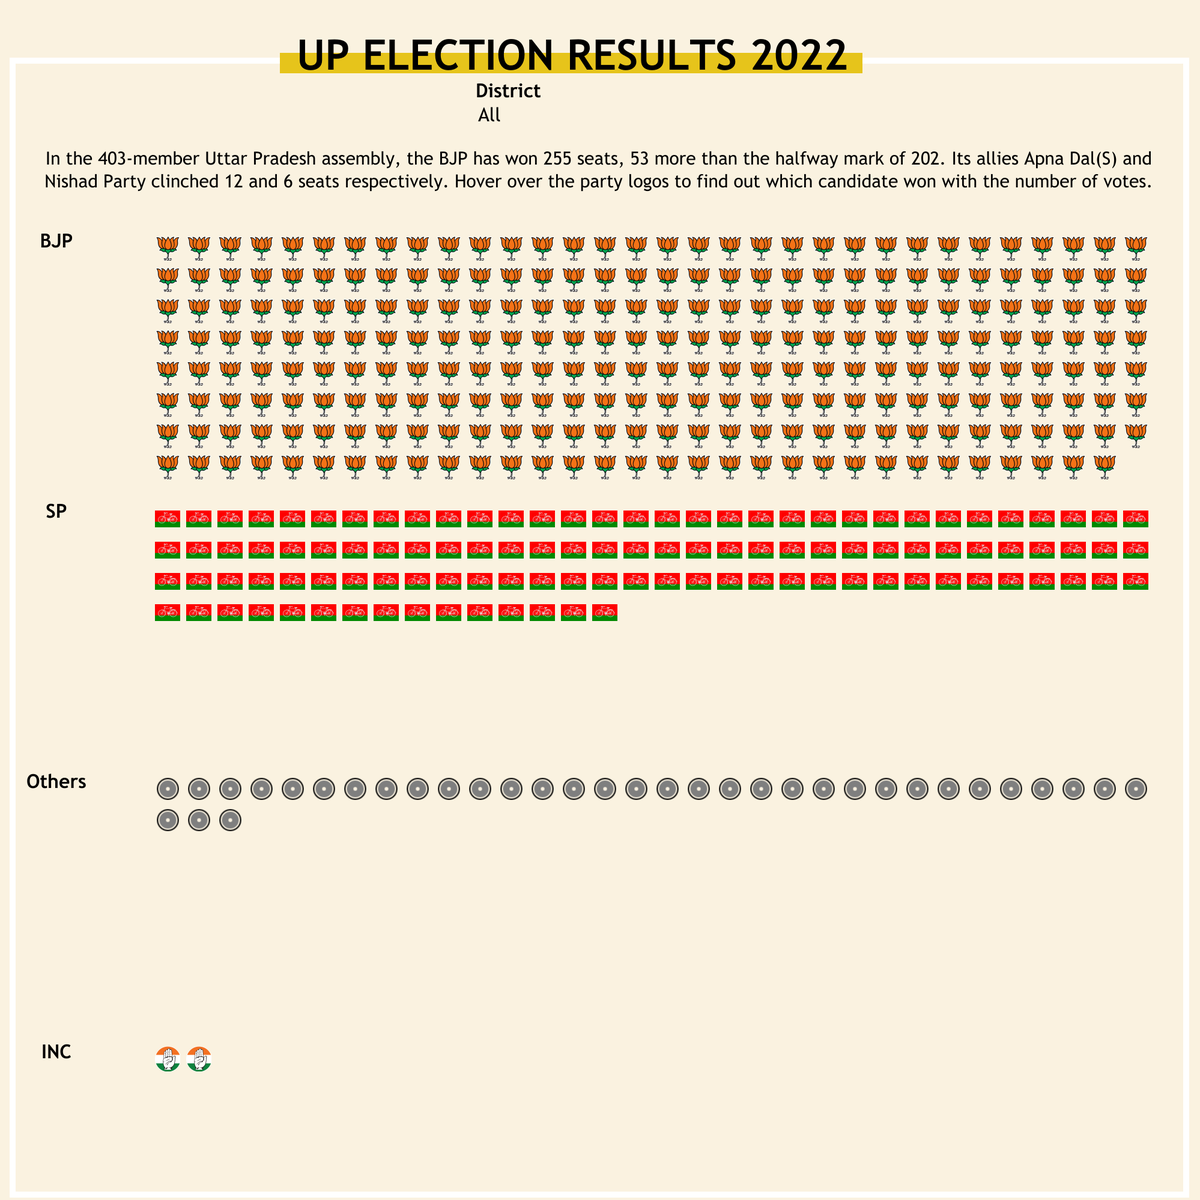 UP ELECTION RESULTS 2022
District
All
In the 403-member Uttar Pradesh assembly, the BJP has won 255 seats, 53 more than the halfway mark of 202. Its allies Apna Dal(S) and
Nishad Party clinched 12 and 6 seats respectively. Hover over the party logos to find out which candidate won with the number of votes.
BJP
SP
Others
INC